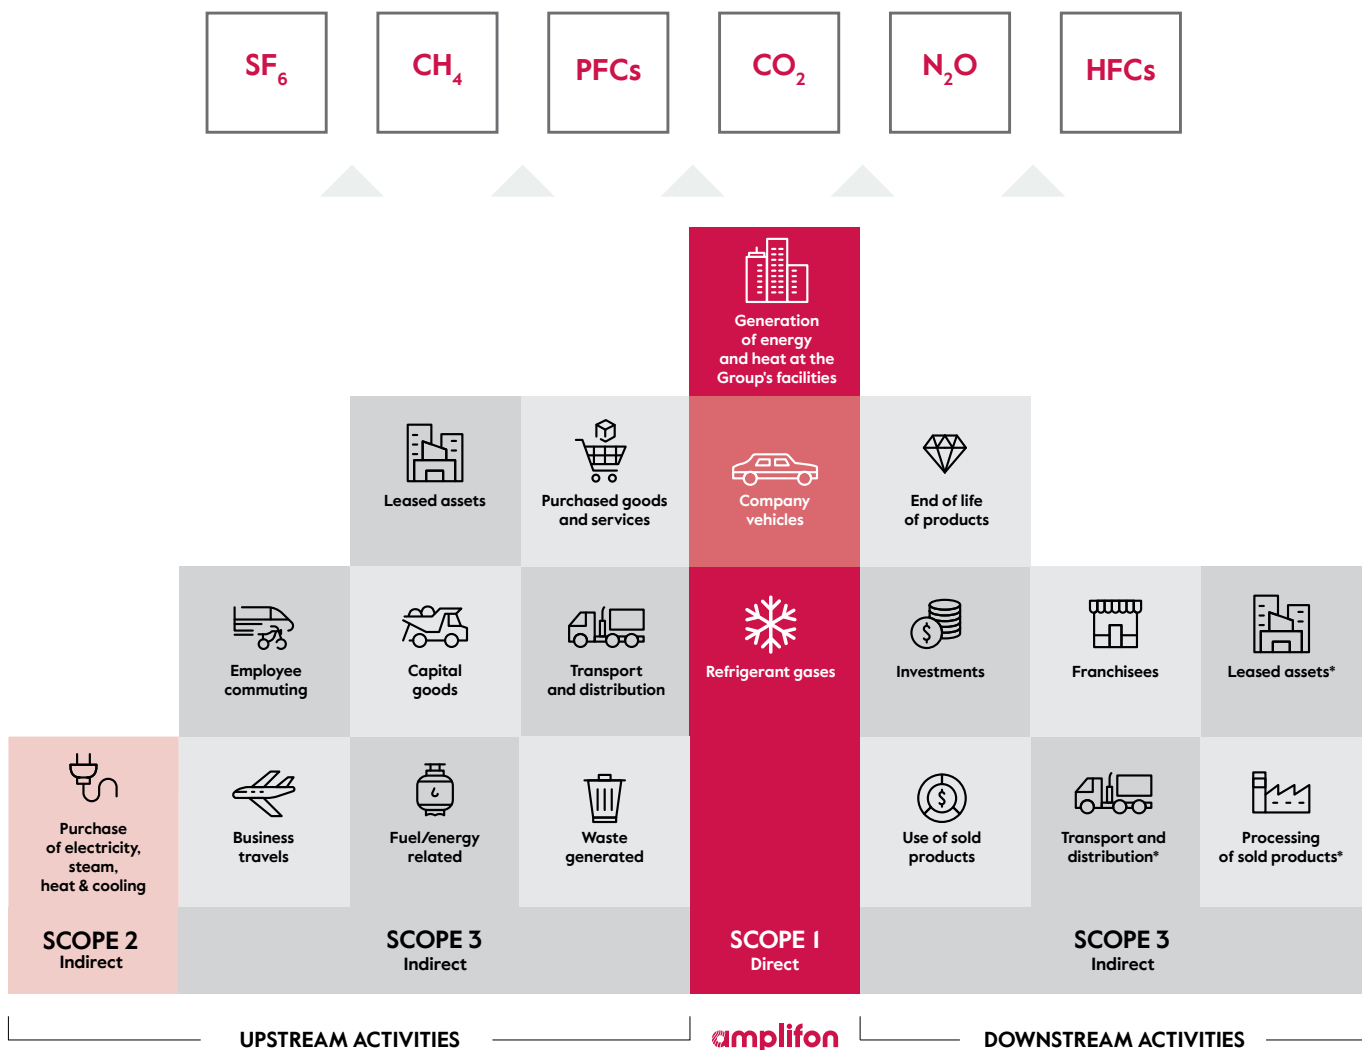 SF6
CH4
PFCs
CO2
N2O
HFCs
Generation
of energy
and heat at the
Group's facilities
Leased assets
Purchased goods
and services
Company
vehicles
End of life
of products
Employee
commuting
Capital
goods
Transport
and distribution
Refrigerant gases
Investments
Franchisees
Leased assets*
Purchase
of electricity,
steam,
heat & cooling
Business
travels
Fuel/energy
related
Waste
generated
Use of sold
products
Transport and
distribution*
Processing
of sold products*
SCOPE 2
Indirect
SCOPE 3
Indirect
SCOPE 1
Direct
SCOPE 3
Indirect
UPSTREAM ACTIVITIES
amplifon
DOWNSTREAM ACTIVITIES